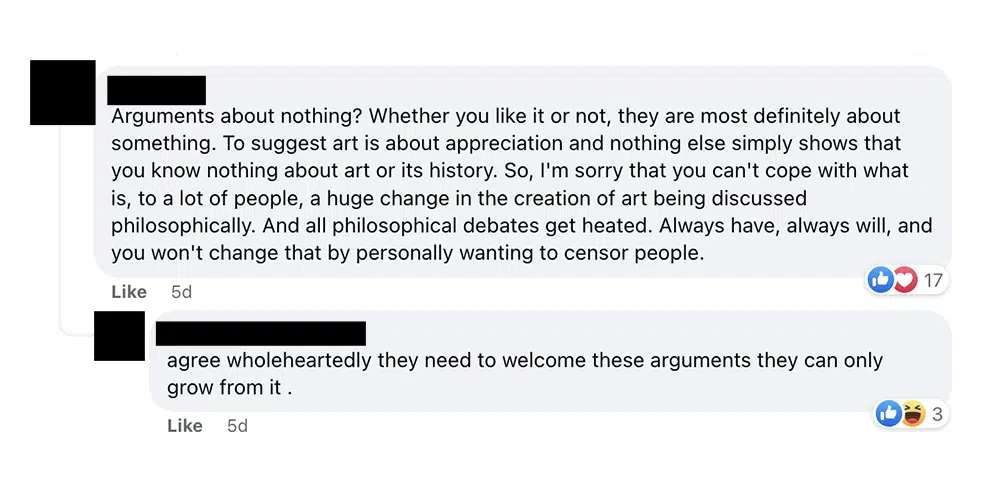 Arguments about nothing? Whether you like it or not, they are most definitely about
something. To suggest art is about appreciation and nothing else simply shows that
you know nothing about art or its history. So, I'm sorry that you can't cope with what
is, to a lot of people, a huge change in the creation of art being discussed
philosophically. And all philosophical debates get heated. Always have, always will, and
you won't change that by personally wanting to censor people.
17
Like 5d
agree wholeheartedly they need to welcome these arguments they can only
grow from it .
3
Like 5d